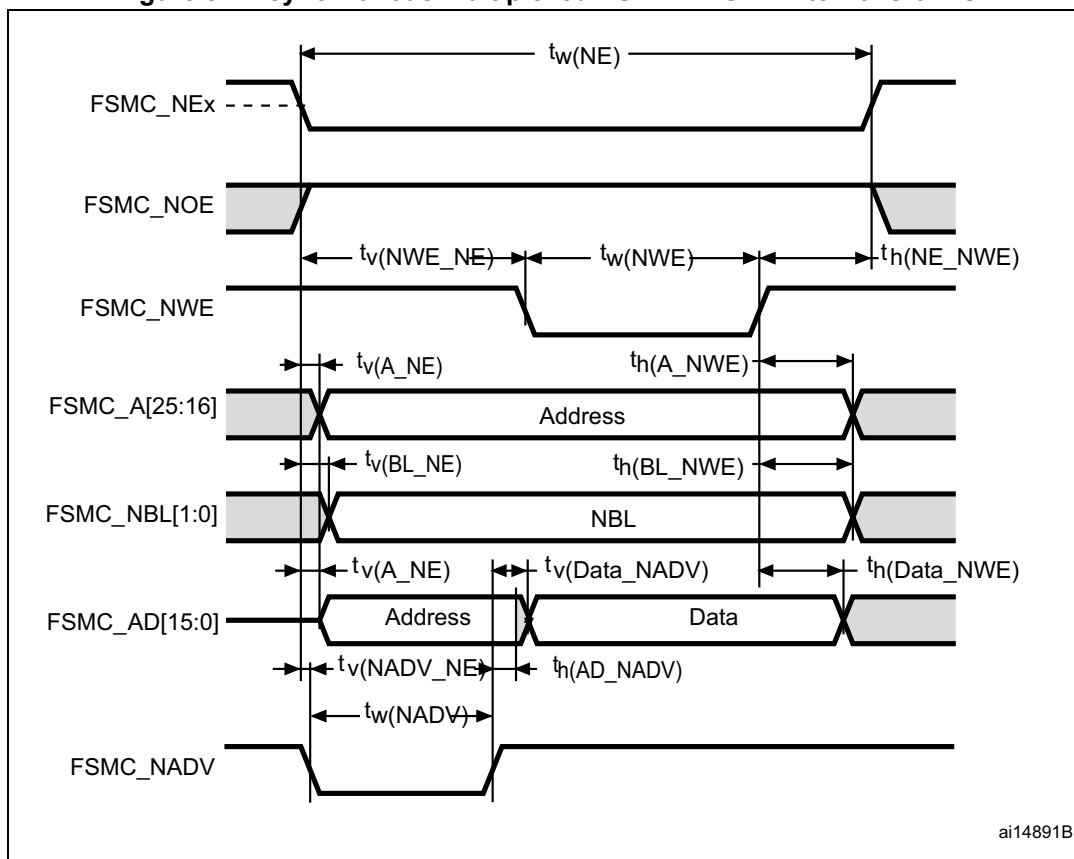 tw(NE)
FSMC_NEx
FSMC_NOE
tv(NWE_NE)
tw(NWE)
th(NE_NWE)
FSMC_NWE
tv(A_NE)
th(A_NWE)
FSMC_A[25:16]
Address
tv(BL_NE)
th(BL_NWE)
FSMC_NBL[1:0]
NBL
tv(A_NE)
tv(Data_NADV)
th(Data_NWE)
FSMC_AD[15:0]
Address
Data
tv(NADV_NE)
th(AD_NADV)
tw(NADV)
FSMC_NADV
ai14891B